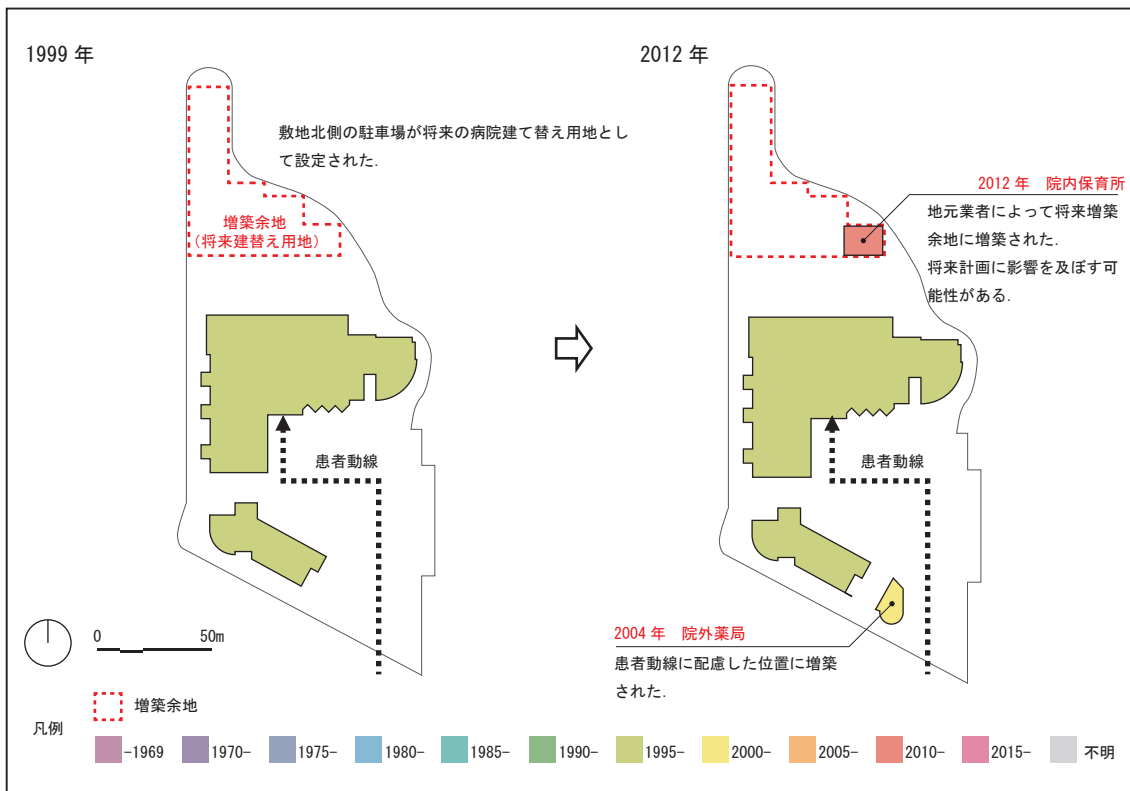 1999 年
敷地北側の駐車場が将来の病院建て替え用地とし
て設定された.
増築余地
(将来建替え用地)
患者動線
0 50m
2012 年
2012 年 院内保育所
地元業者によって将来増築
余地に増築された.
将来計画に影響を及ぼす可
能性がある.
患者動線
2004 年 院外薬局
患者動線に配慮した位置に増築
された.
凡例
増築余地
-1969 1970- 1975- 1980- 1985- 1990- 1995- 2000- 2005- 2010- 2015- 不明